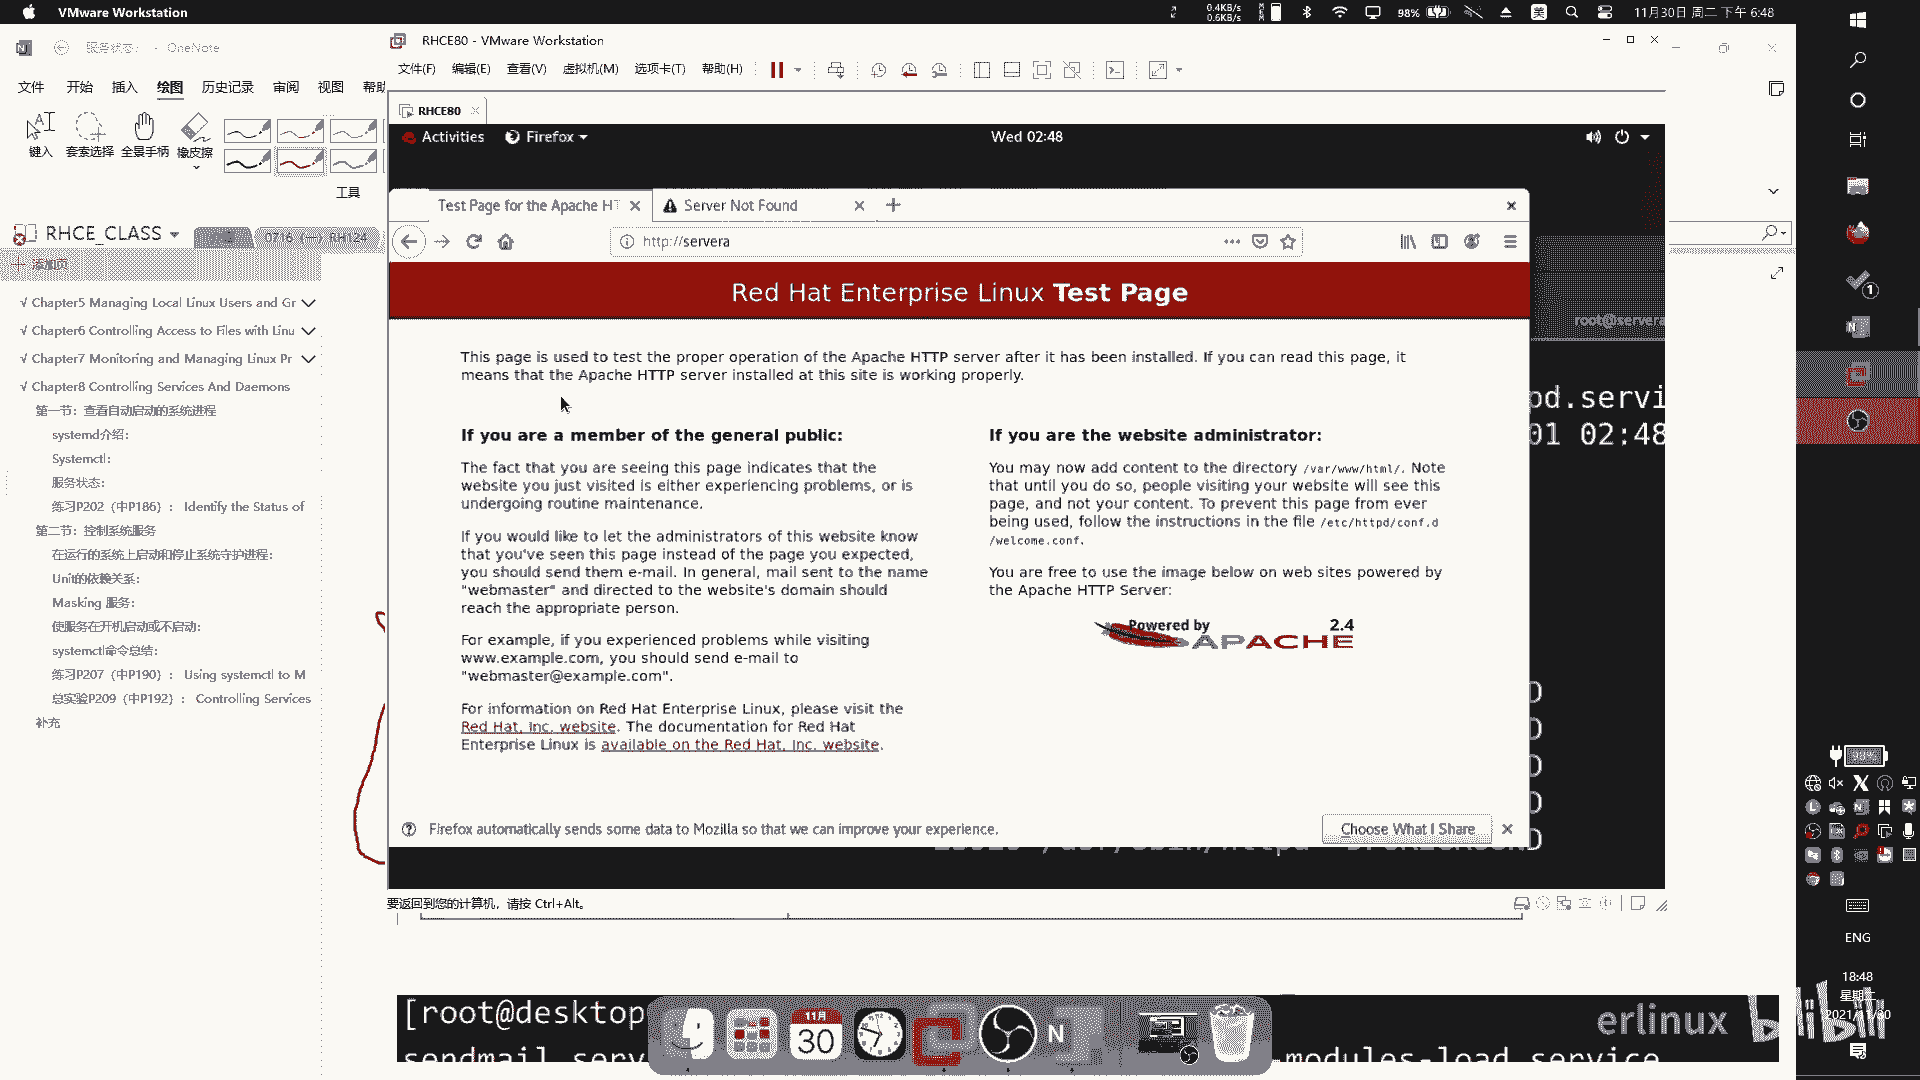 VMware Workstation
0.4KB/s
0.6KB/s
98%
美
11月30日 周二 下午 6:48
服务状态: - OneNote
文件 开始 插入 绘图 历史记录 审阅 视图 帮助
键入 套索选择 全景手柄 橡皮擦
工具
RHCE_CLASS
0716 (一) RH124
添加页
√ Chapter5 Managing Local Linux Users and Gr
√ Chapter6 Controlling Access to Files with Linu
√ Chapter7 Monitoring and Managing Linux Pr
√ Chapter8 Controlling Services And Daemons
第一节: 查看自动启动的系统进程
systemd介绍:
Systemctl:
服务状态:
练习P202 (中P186) : Identify the Status of
第二节: 控制系统服务
在运行的系统上启动和停止系统守护进程:
Unit的依赖关系:
Masking 服务:
使服务在开机启动或不启动:
systemctl命令总结:
练习P207 (中P190) : Using systemctl to M
总实验P209 (中P192) : Controlling Services
补充
RHCE80 - VMware Workstation
文件(F) 编辑(E) 查看(V) 虚拟机(M) 选项卡(T) 帮助(H)
RHCE80
Activities Firefox Wed 02:48
Test Page for the Apache HT
Server Not Found
http://servera
Red Hat Enterprise Linux Test Page
This page is used to test the proper operation of the Apache HTTP server after it has been installed. If you can read this page, it
means that the Apache HTTP server installed at this site is working properly.
If you are a member of the general public:
The fact that you are seeing this page indicates that the
website you just visited is either experiencing problems, or is
undergoing routine maintenance.
If you would like to let the administrators of this website know
that you've seen this page instead of the page you expected,
you should send them e-mail. In general, mail sent to the name
"webmaster" and directed to the website's domain should
reach the appropriate person.
For example, if you experienced problems while visiting
www.example.com, you should send e-mail to
"webmaster@example.com".
For information on Red Hat Enterprise Linux, please visit the
Red Hat, Inc. website. The documentation for Red Hat
Enterprise Linux is available on the Red Hat, Inc. website.
If you are the website administrator:
You may now add content to the directory /var/www/html/. Note
that until you do so, people visiting your website will see this
page, and not your content. To prevent this page from ever
being used, follow the instructions in the file /etc/httpd/conf.d
/welcome.conf.
You are free to use the image below on web sites powered by
the Apache HTTP Server:
Powered by 2.4
APACHE
Firefox automatically sends some data to Mozilla so that we can improve your experience.
Choose What I Share
root@servera
pd.servi
01 02:48
要返回到您的计算机，请按 Ctrl+Alt。
[root@desktop
sendmail.serv
-modules-load.service
11月
30
N
erlinux
bilibili
1
98%
ENG
18:48
星期二
2021/11/30